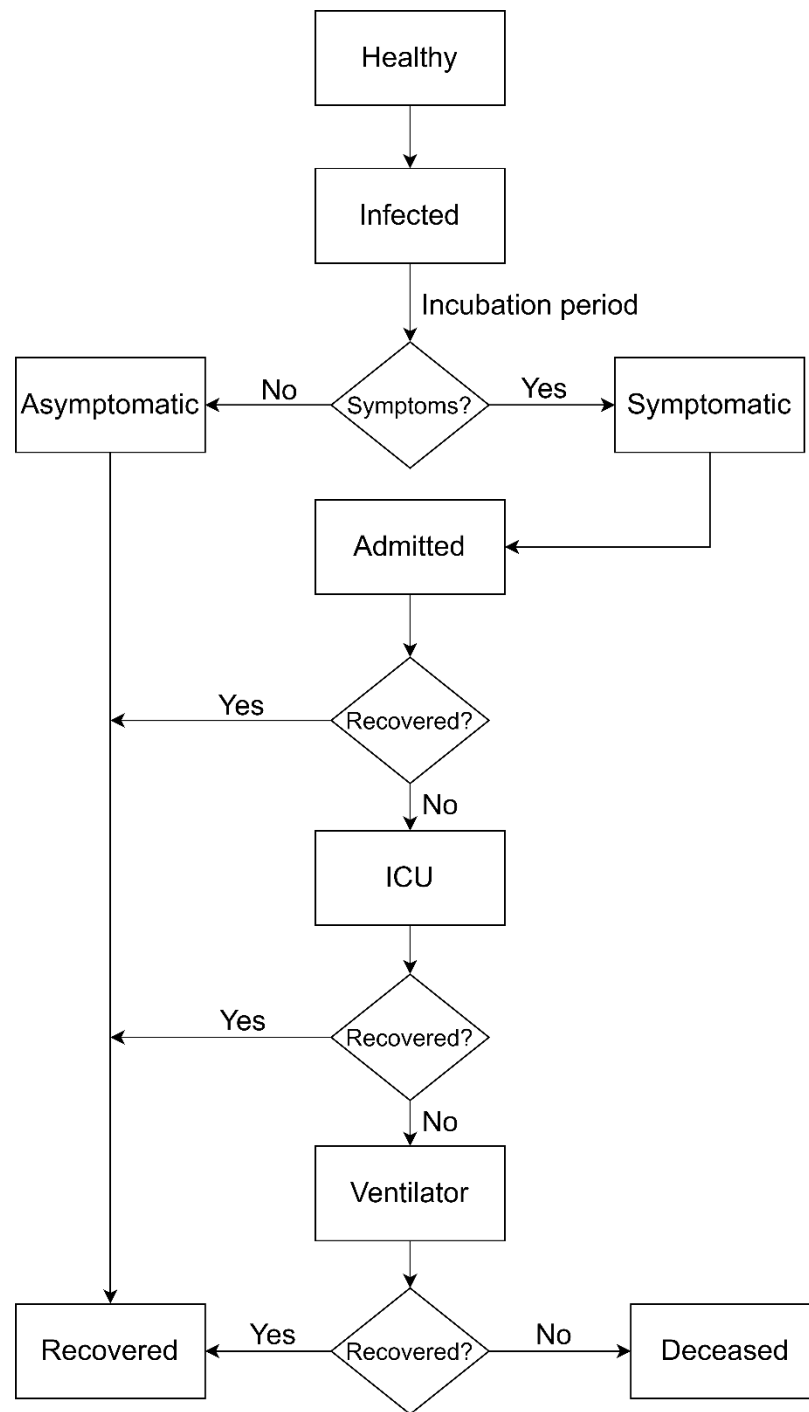 Healthy
Infected
Incubation period
Asymptomatic
No
Symptoms?
Yes
Symptomatic
Admitted
Yes
Recovered?
No
ICU
Yes
Recovered?
No
Ventilator
Recovered
Yes
Recovered?
No
Deceased